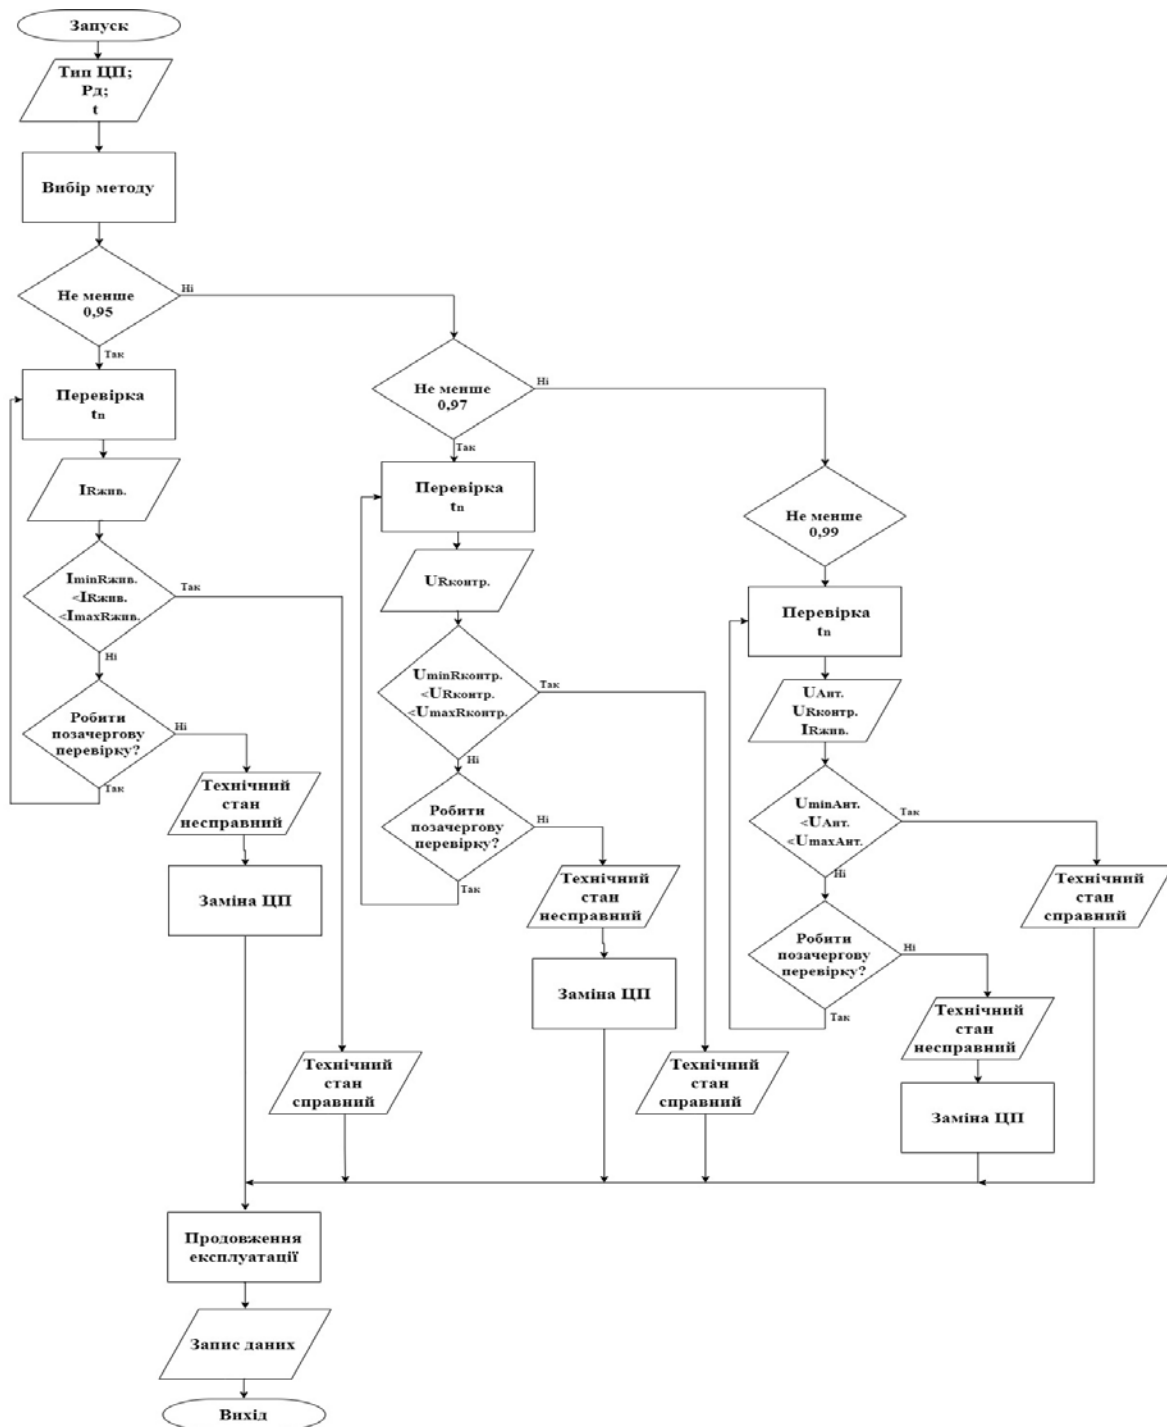 Запуск
Тип ЦП;
Рд;
t
Вибір методу
Не менше
0,95
Ні
Так
Перевірка
tn
IRжив.
IminRжив.
<IRжив.
<ImaxRжив.
Так
Ні
Робити
позачергову
перевірку?
Ні
Так
Технічний
стан
несправний
Заміна ЦП
Технічний
стан
справний
Не менше
0,97
Ні
Так
Перевірка
tn
URконтр.
UminRконтр.
<URконтр.
<UmaxRконтр.
Так
Ні
Робити
позачергову
перевірку?
Ні
Так
Технічний
стан
несправний
Заміна ЦП
Технічний
стан
справний
Не менше
0,99
Перевірка
tn
UАнт.
URконтр.
IRжив.
UminАнт.
<UАнт.
<UmaxАнт.
Так
Ні
Робити
позачергову
перевірку?
Ні
Так
Технічний
стан
несправний
Заміна ЦП
Технічний
стан
справний
Продовження
експлуатації
Запис даних
Вихід